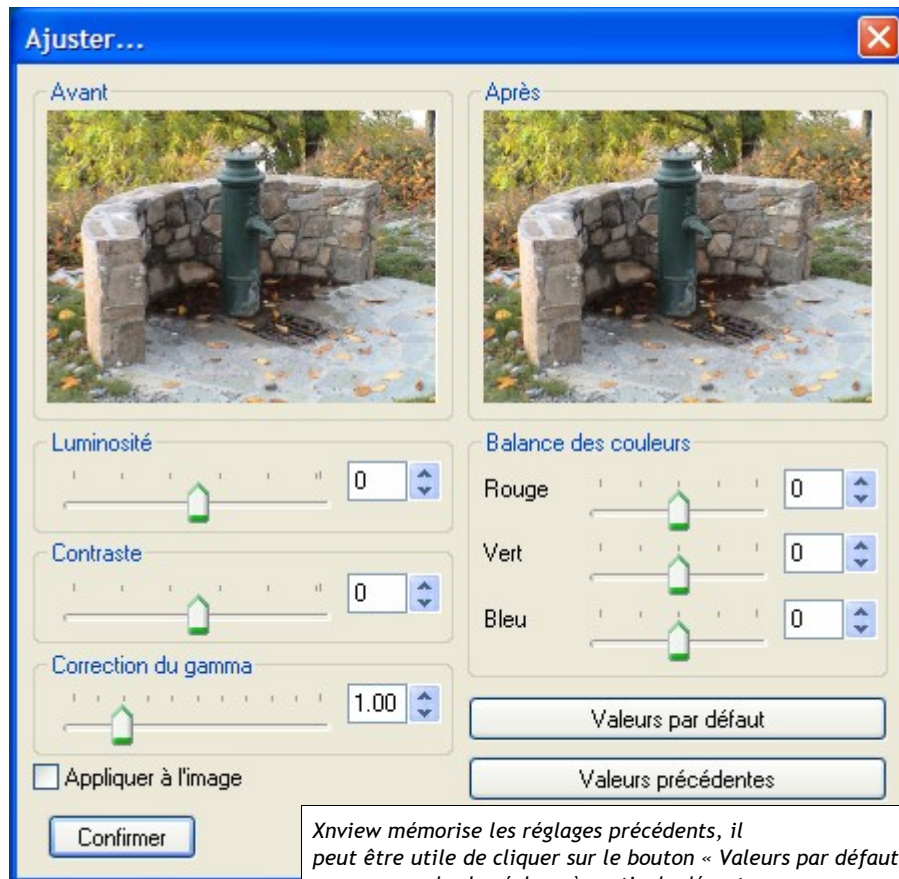 Ajuster...
Avant
Après
Luminosité
0
Contraste
0
Correction du gamma
1.00
Balance des couleurs
Rouge
0
Vert
0
Bleu
0
Valeurs par défaut
Valeurs précédentes
Appliquer à l'image
Confirmer
Xnview mémorise les réglages précédents, il
peut être utile de cliquer sur le bouton « Valeurs par défaut